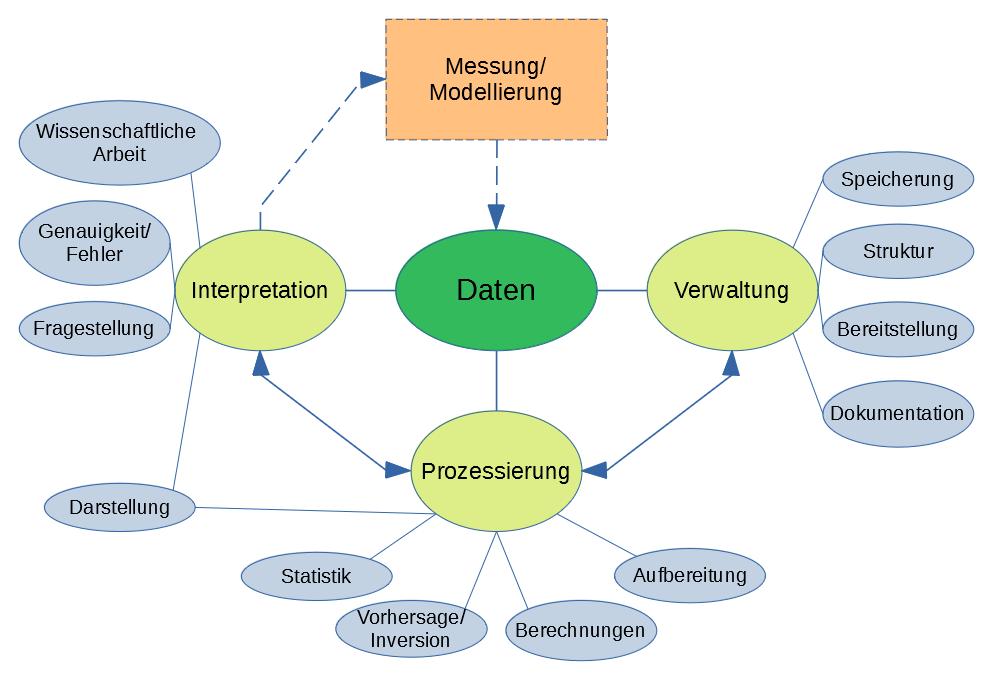 Messung/
Modellierung
Wissenschaftliche
Arbeit
Genauigkeit/
Fehler
Fragestellung
Interpretation
Daten
Verwaltung
Speicherung
Struktur
Bereitstellung
Dokumentation
Prozessierung
Darstellung
Statistik
Vorhersage/
Inversion
Berechnungen
Aufbereitung